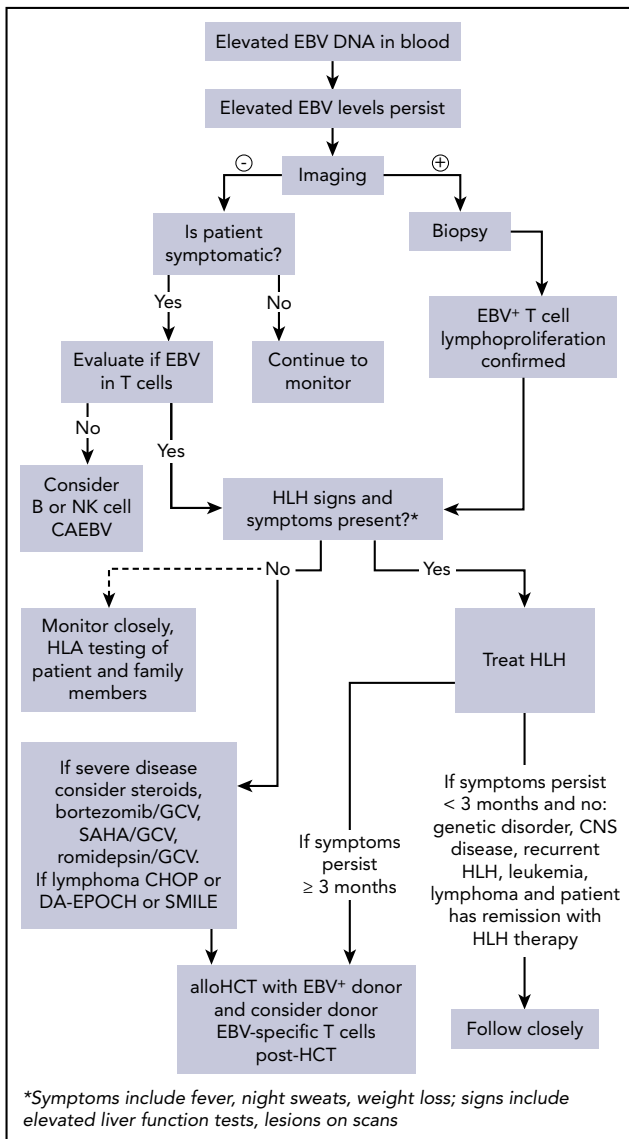 Elevated EBV DNA in blood
Elevated EBV levels persist
⊖
Imaging
⊕
Is patient
symptomatic?
Biopsy
Yes
No
EBV⁺ T cell
lymphoproliferation
confirmed
Evaluate if EBV
in T cells
Continue to
monitor
No
Yes
Consider
B or NK cell
CAEBV
HLH signs and
symptoms present?*
No
Yes
Monitor closely,
HLA testing of
patient and family
members
Treat HLH
If severe disease
consider steroids,
bortezomib/GCV,
SAHA/GCV,
romidepsin/GCV.
If lymphoma CHOP or
DA-EPOCH or SMILE
If symptoms
persist
≥ 3 months
If symptoms persist
< 3 months and no:
genetic disorder, CNS
disease, recurrent
HLH, leukemia,
lymphoma and patient
has remission with
HLH therapy
alloHCT with EBV⁺ donor
and consider donor
EBV-specific T cells
post-HCT
Follow closely
*Symptoms include fever, night sweats, weight loss; signs include
elevated liver function tests, lesions on scans